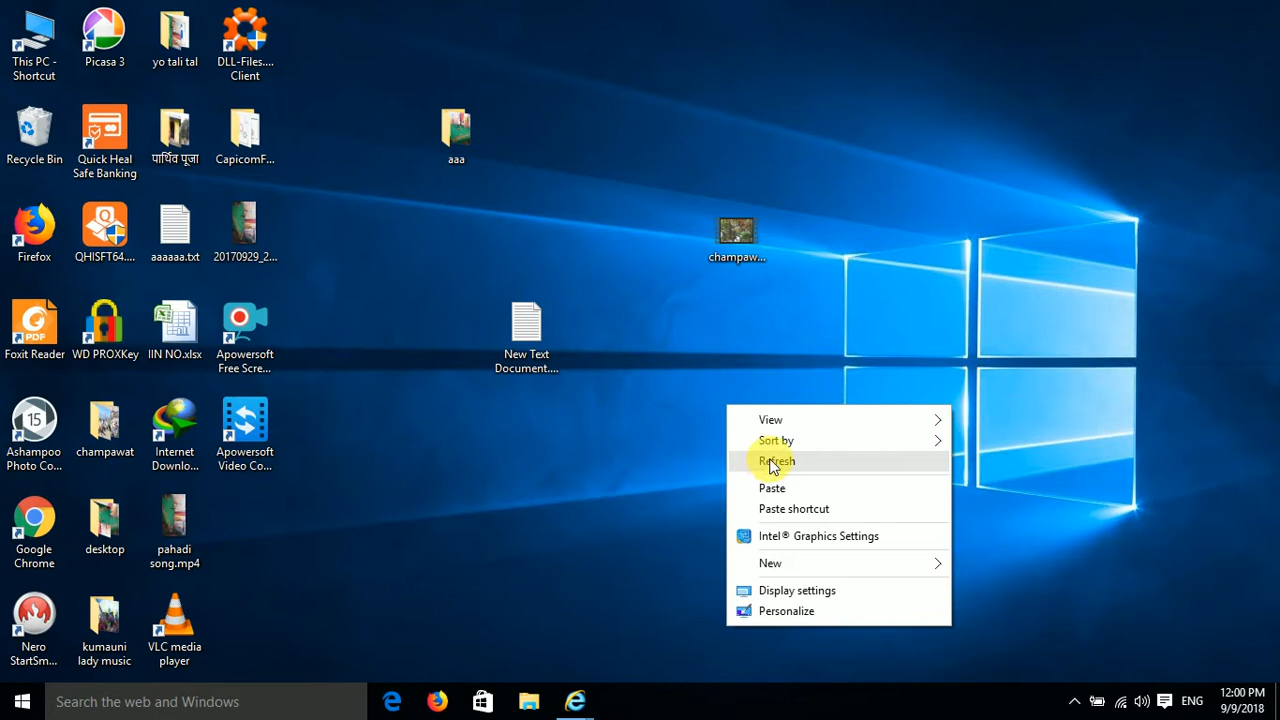 This PC -
Shortcut
Picasa 3
yo tali tal
DLL-Files....
Client
Recycle Bin
Quick Heal
Safe Banking
पार्थिव पूजा
CapicomF...
aaa
Firefox
QHISFT64....
aaaaaa.txt
20170929_2...
champaw...
PDF
Foxit Reader
WD PROXKey
IIN NO.xlsx
Apowersoft
Free Scre...
New Text
Document....
15
Ashampoo
Photo Co...
champawat
Internet
Downlo...
Apowersoft
Video Co...
Google
Chrome
desktop
pahadi
song.mp4
Nero
StartSm...
kumauni
lady music
VLC media
player
View
Sort by
Refresh
Paste
Paste shortcut
Intel® Graphics Settings
New
Display settings
Personalize
Search the web and Windows
ENG
12:00 PM
9/9/2018